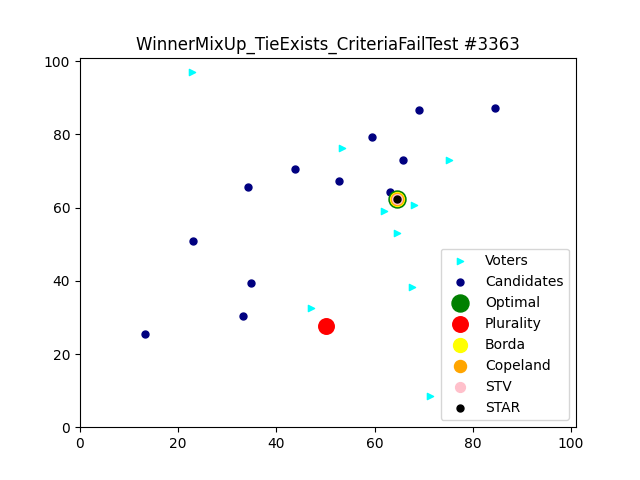 WinnerMixUp_TieExists_CriteriaFailTest #3363
100
80
60
40
20
0
0 20 40 60 80 100
Voters
Candidates
Optimal
Plurality
Borda
Copeland
STV
STAR